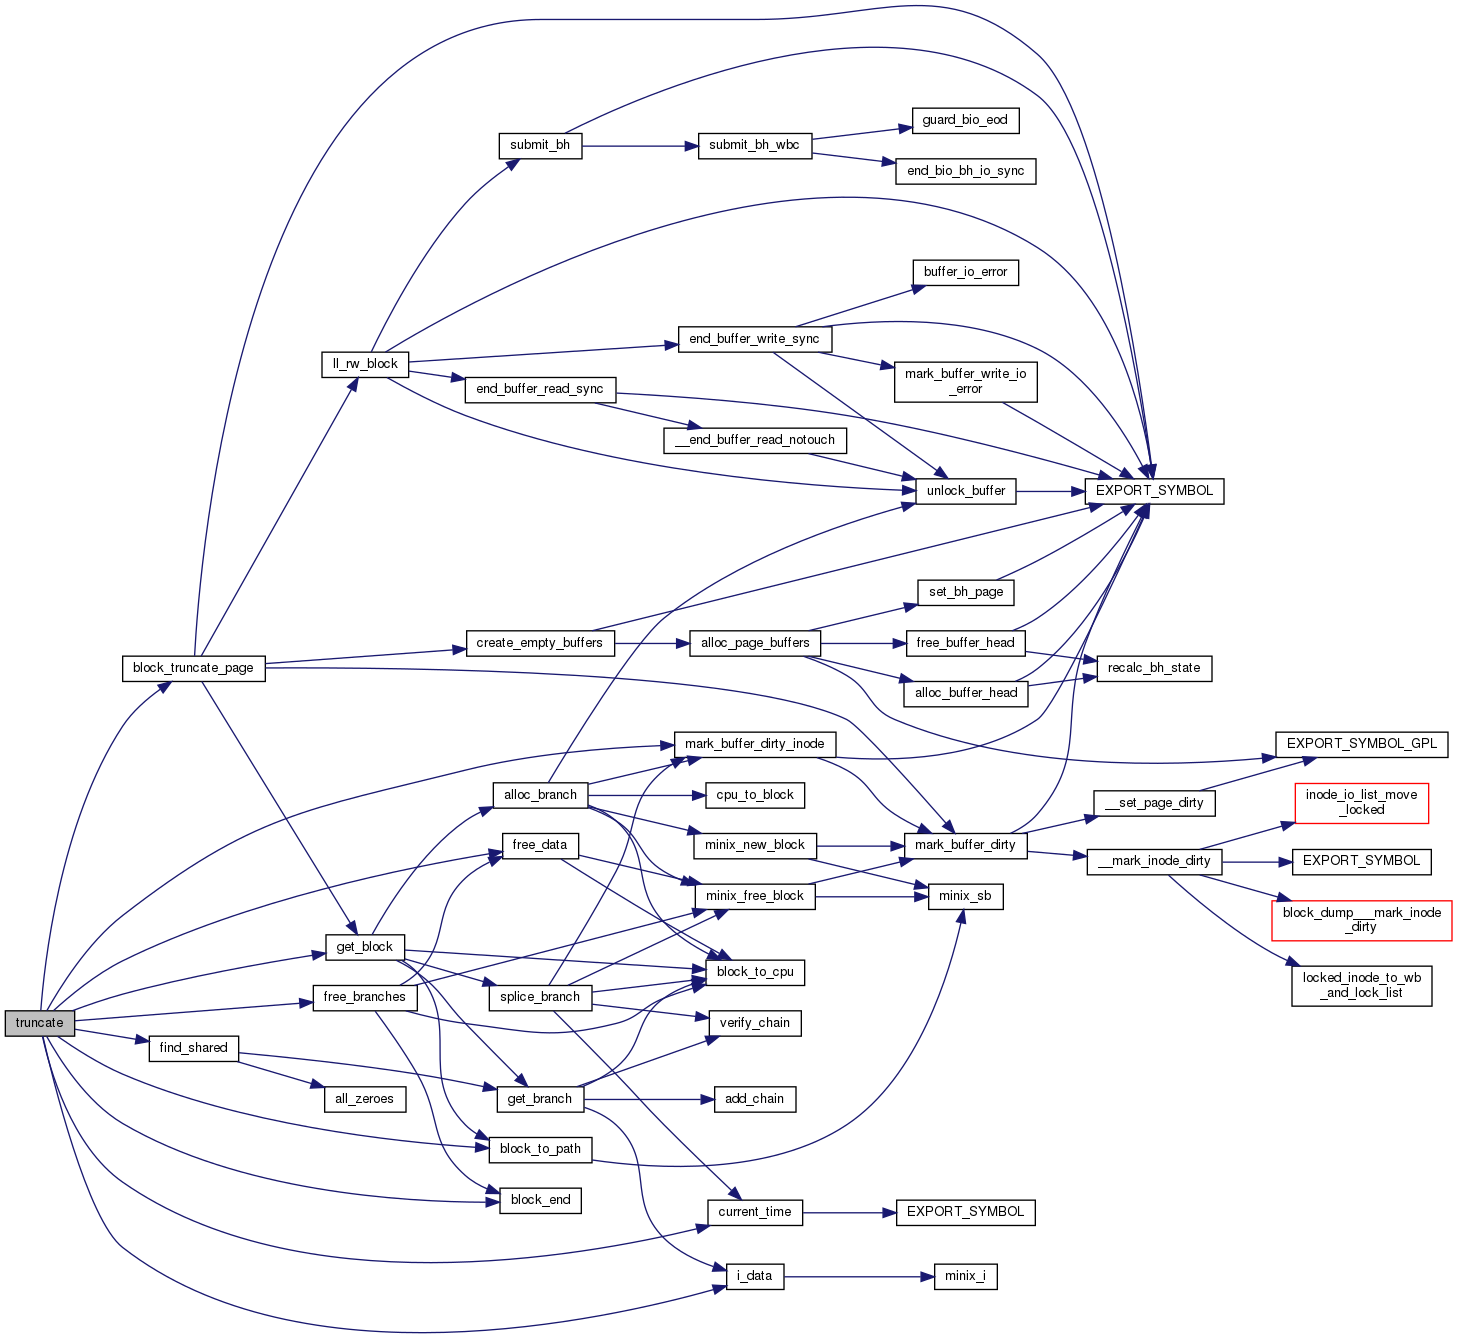 guard_bio_eod
submit_bh
submit_bh_wbc
end_bio_bh_io_sync
buffer_io_error
end_buffer_write_sync
ll_rw_block
mark_buffer_write_io
_error
end_buffer_read_sync
__end_buffer_read_notouch
unlock_buffer
EXPORT_SYMBOL
set_bh_page
create_empty_buffers
alloc_page_buffers
free_buffer_head
block_truncate_page
recalc_bh_state
alloc_buffer_head
mark_buffer_dirty_inode
EXPORT_SYMBOL_GPL
alloc_branch
cpu_to_block
__set_page_dirty
inode_io_list_move
_locked
free_data
minix_new_block
mark_buffer_dirty
__mark_inode_dirty
EXPORT_SYMBOL
minix_free_block
minix_sb
block_dump___mark_inode
_dirty
get_block
block_to_cpu
free_branches
splice_branch
locked_inode_to_wb
_and_lock_list
truncate
verify_chain
find_shared
all_zeroes
get_branch
add_chain
block_to_path
block_end
current_time
EXPORT_SYMBOL
i_data
minix_i